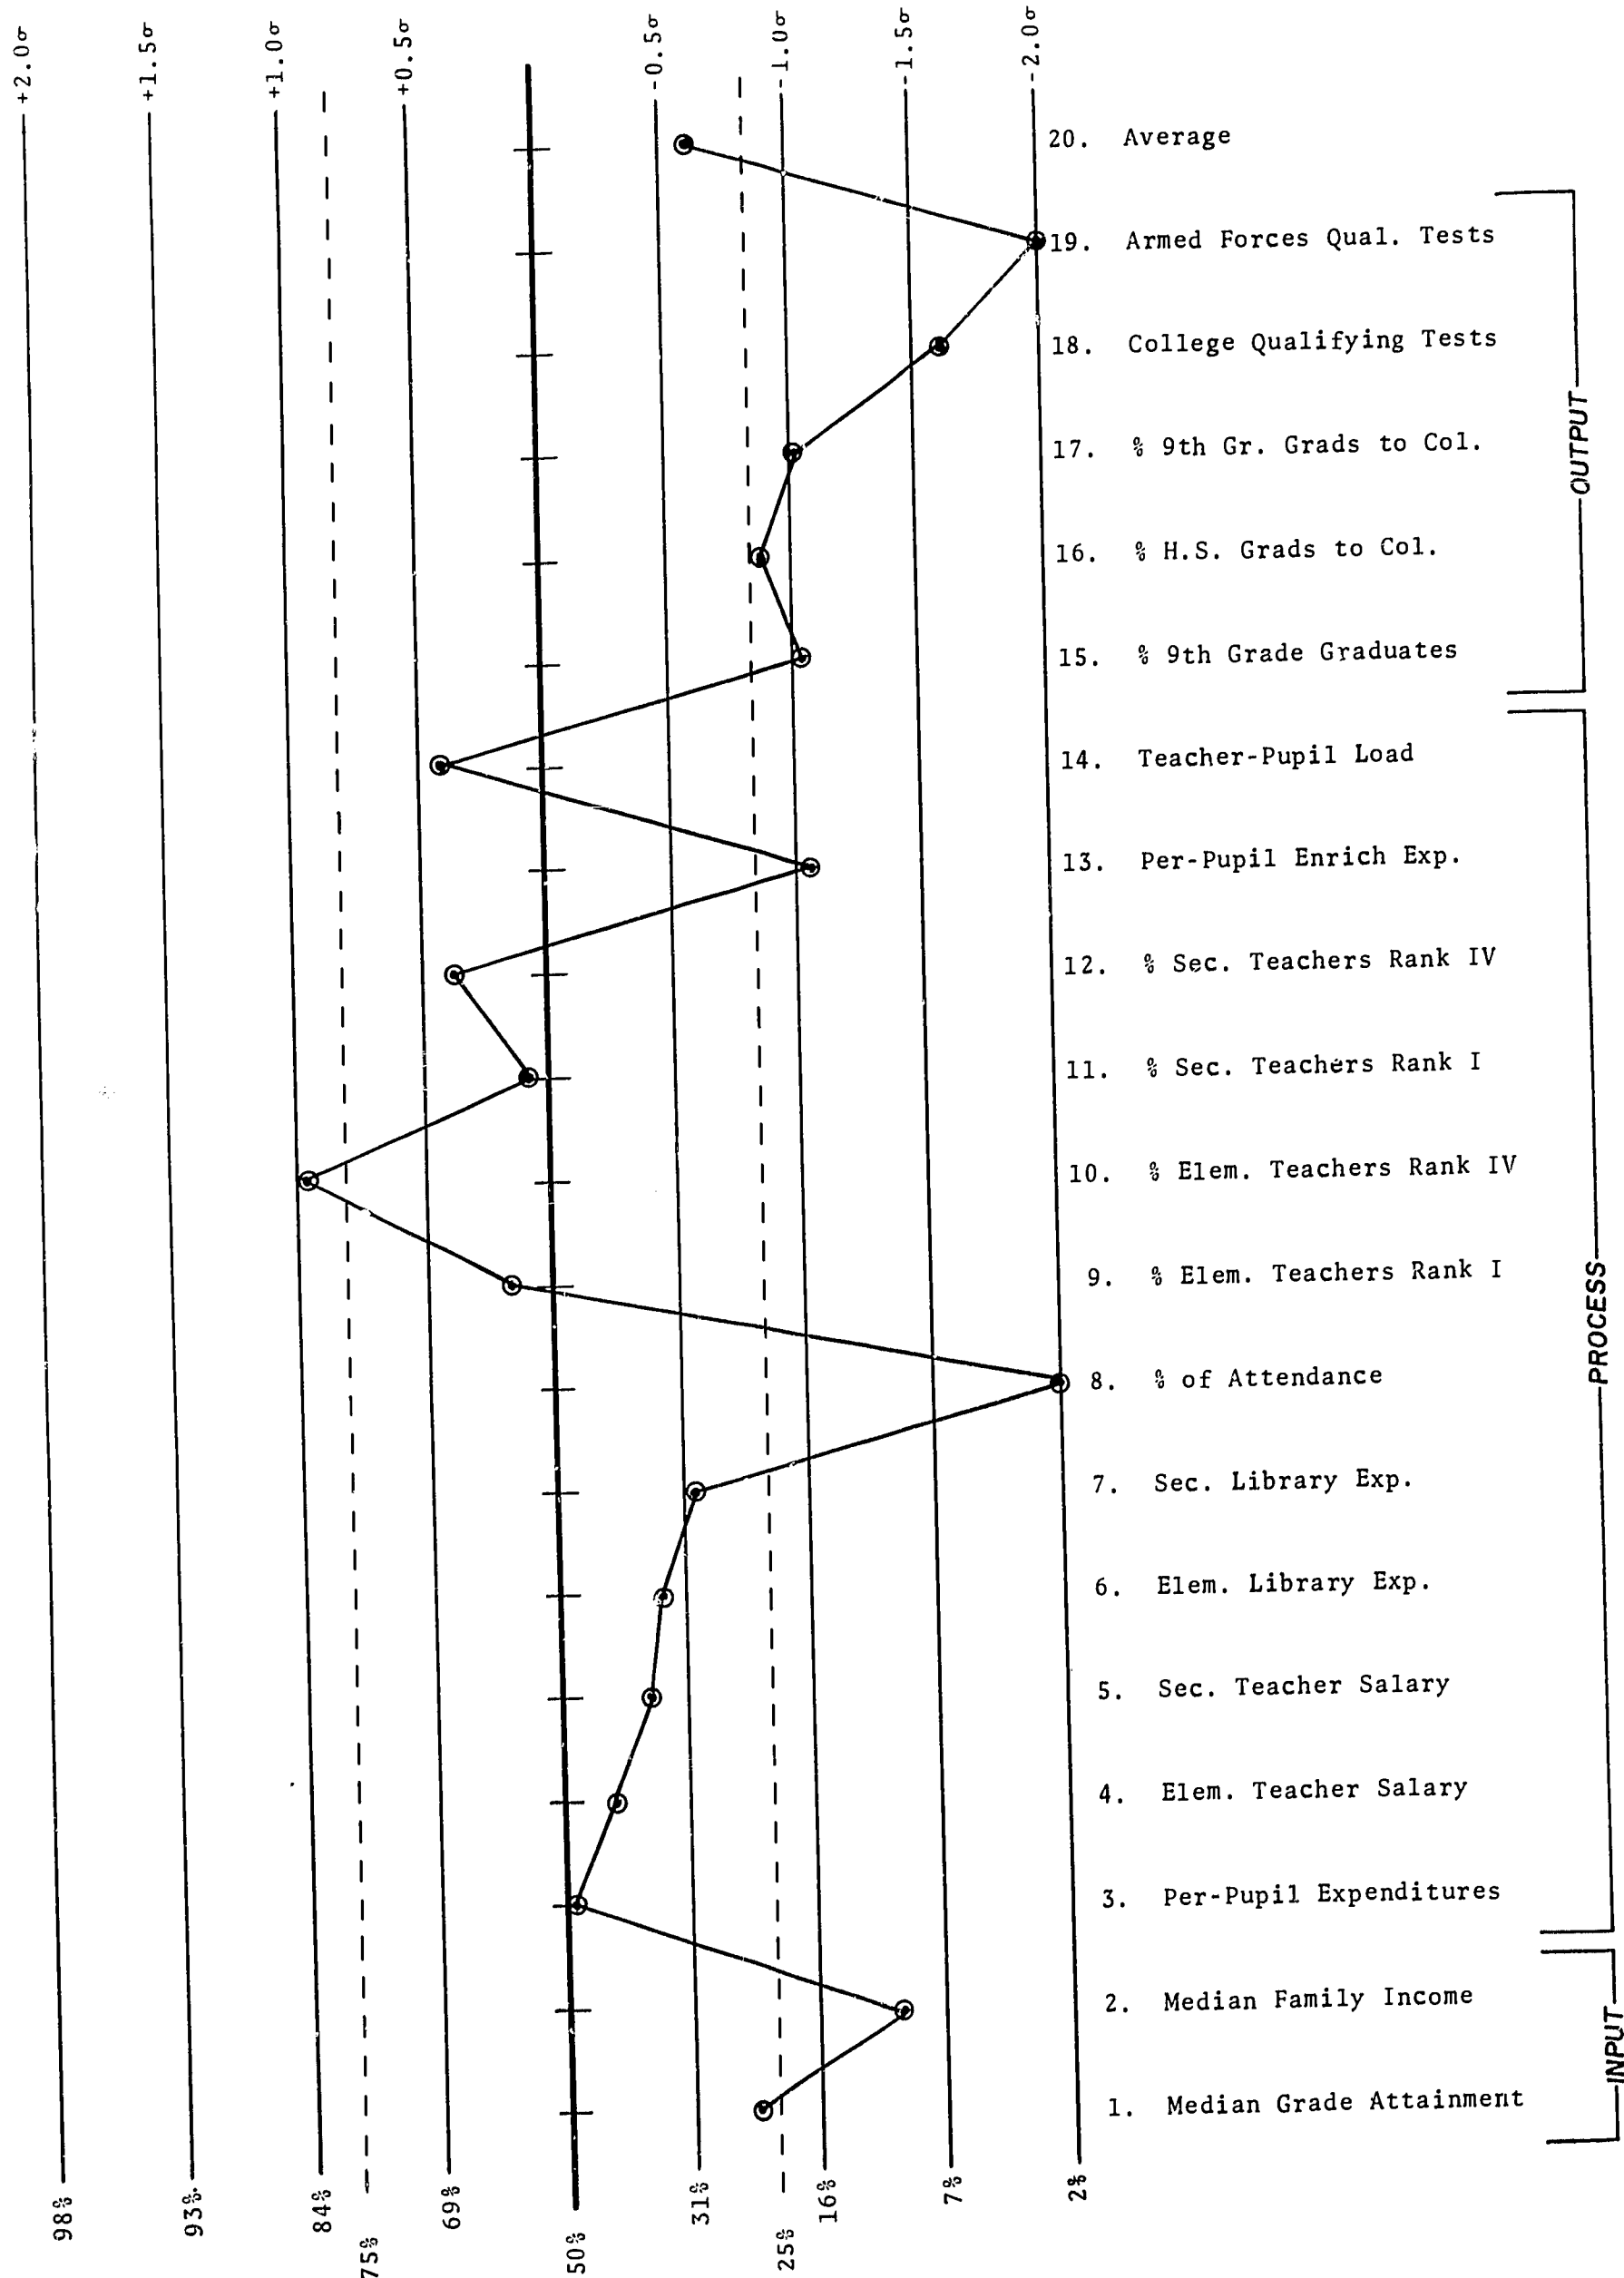 +2.0σ
+1.5σ
+1.0σ
+0.5σ
-0.5σ
-1.0σ
-1.5σ
-2.0σ
20. Average
19. Armed Forces Qual. Tests
18. College Qualifying Tests
17. % 9th Gr. Grads to Col.
16. % H.S. Grads to Col.
15. % 9th Grade Graduates
OUTPUT
14. Teacher-Pupil Load
13. Per-Pupil Enrich Exp.
12. % Sec. Teachers Rank IV
11. % Sec. Teachers Rank I
10. % Elem. Teachers Rank IV
9. % Elem. Teachers Rank I
8. % of Attendance
7. Sec. Library Exp.
6. Elem. Library Exp.
5. Sec. Teacher Salary
4. Elem. Teacher Salary
3. Per-Pupil Expenditures
PROCESS
2. Median Family Income
1. Median Grade Attainment
INPUT
98%
93%
84%
75%
69%
50%
31%
25%
16%
7%
2%